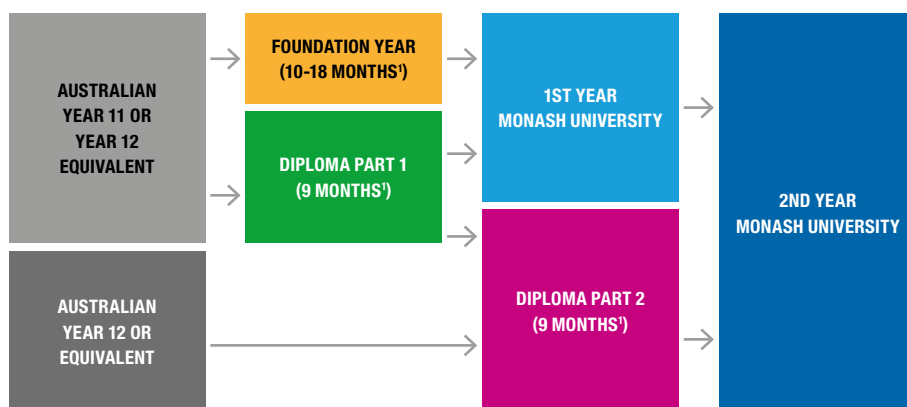 AUSTRALIAN
YEAR 11 OR
YEAR 12
EQUIVALENT
FOUNDATION YEAR
(10-18 MONTHS¹)
DIPLOMA PART 1
(9 MONTHS¹)
1ST YEAR
MONASH UNIVERSITY
2ND YEAR
MONASH UNIVERSITY
AUSTRALIAN
YEAR 12 OR
EQUIVALENT
DIPLOMA PART 2
(9 MONTHS¹)